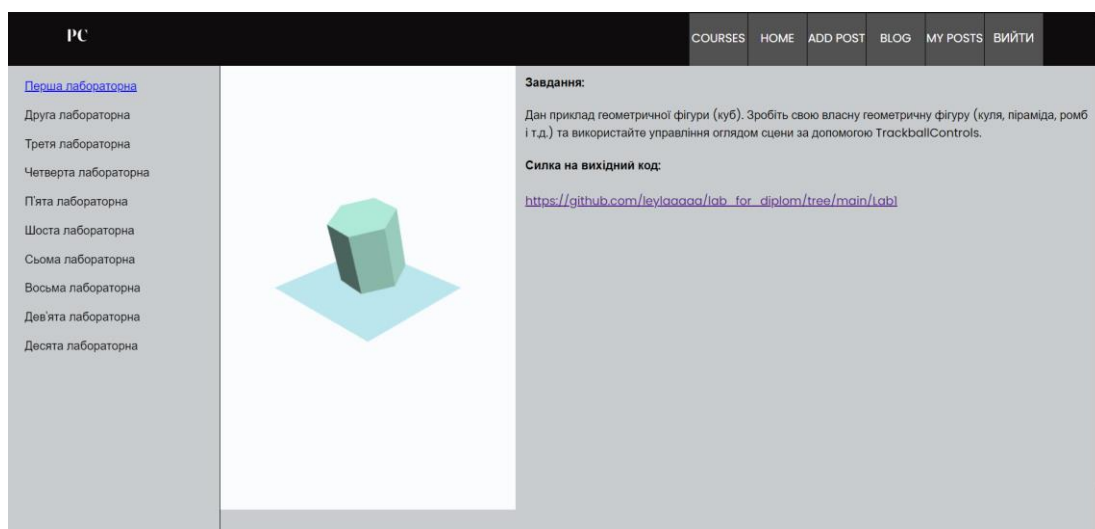 PC
COURSES HOME ADD POST BLOG MY POSTS ВИЙТИ
Перша лабораторна
Друга лабораторна
Третя лабораторна
Четверта лабораторна
П'ята лабораторна
Шоста лабораторна
Сьома лабораторна
Восьма лабораторна
Дев'ята лабораторна
Десята лабораторна
Завдання:
Дан приклад геометричної фігури (куб). Зробіть свою власну геометричну фігуру (куля, піраміда, ромб
і т.д.) та використайте управління оглядом сцени за допомогою TrackballControls.
Силка на вихідний код:
https://github.com/leylaaaaa/lab_for_diplom/tree/main/Lab1